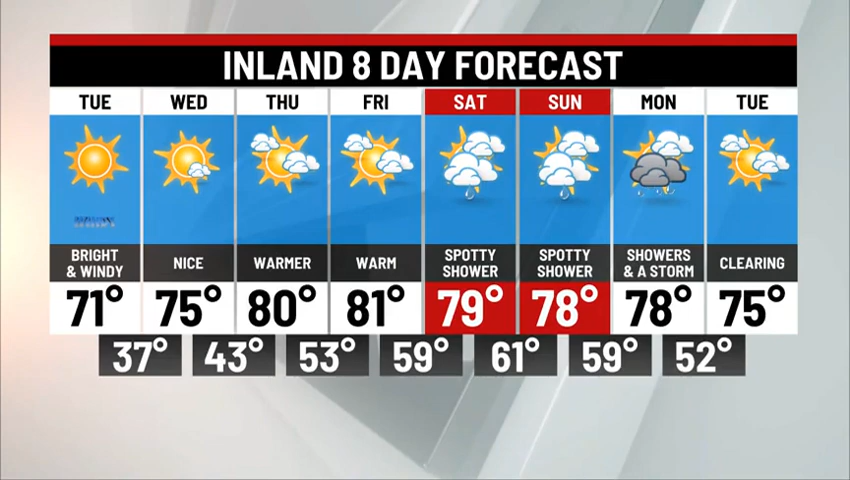 INLAND 8 DAY FORECAST
TUE WED THU FRI SAT SUN MON TUE
BRIGHT & WINDY NICE WARMER WARM SPOTTY SHOWER SPOTTY SHOWER SHOWERS & A STORM CLEARING
71° 75° 80° 81° 79° 78° 78° 75°
37° 43° 53° 59° 61° 59° 52°